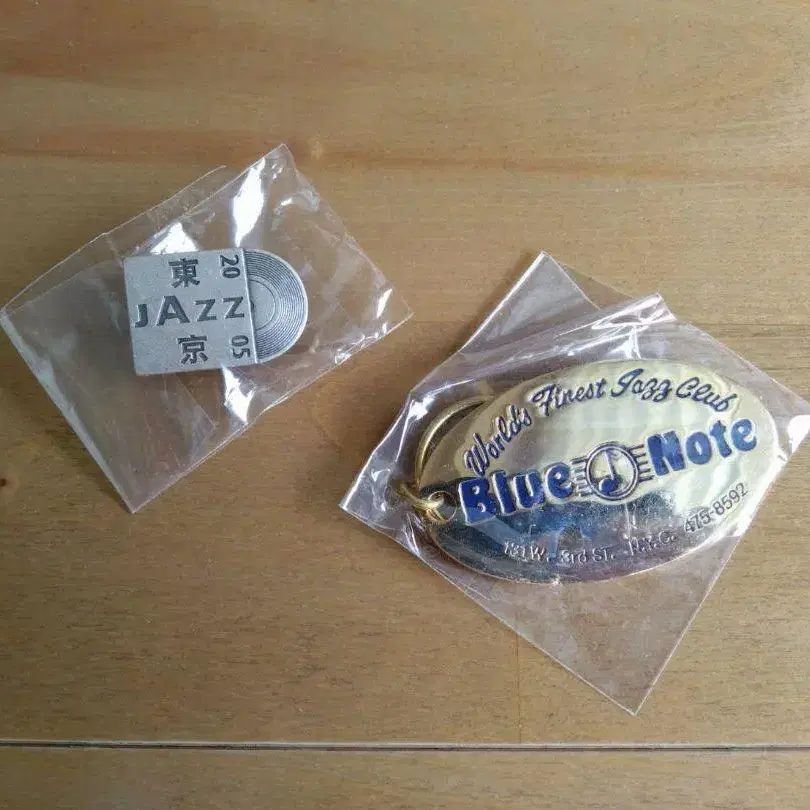 東
20
JAzz
京
05
World's Finest Jazz Club
Blue Note
131 W. 3rd St. N.Y.C. 475-8592